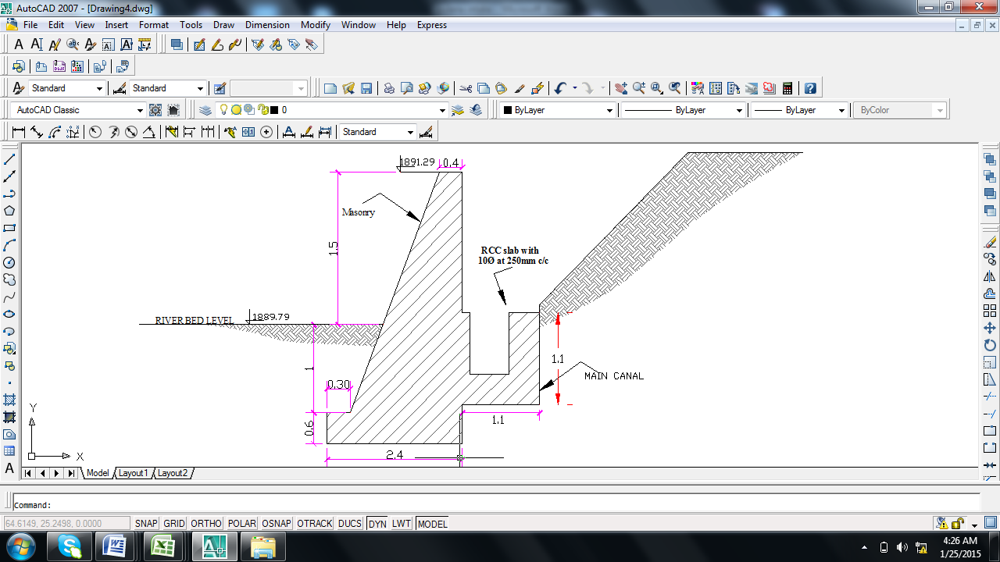 AutoCAD 2007 - [Drawing4.dwg]
File Edit View Insert Format Tools Draw Dimension Modify Window Help Express
Standard Standard
AutoCAD Classic 0 ByLayer ByLayer ByLayer ByColor
Standard
1891.29 0.4
Masonry
1.5
RCC slab with
10Ø at 250mm c/c
RIVER BED LEVEL 1889.79
1
1.1
MAIN CANAL
0.30
0.6
1.1
2.4
Y
X
Model Layout1 Layout2
Command:
64.6149, 25.2498, 0.0000 SNAP GRID ORTHO POLAR OSNAP OTRACK DUCS DYN LWT MODEL
4:26 AM
1/25/2015